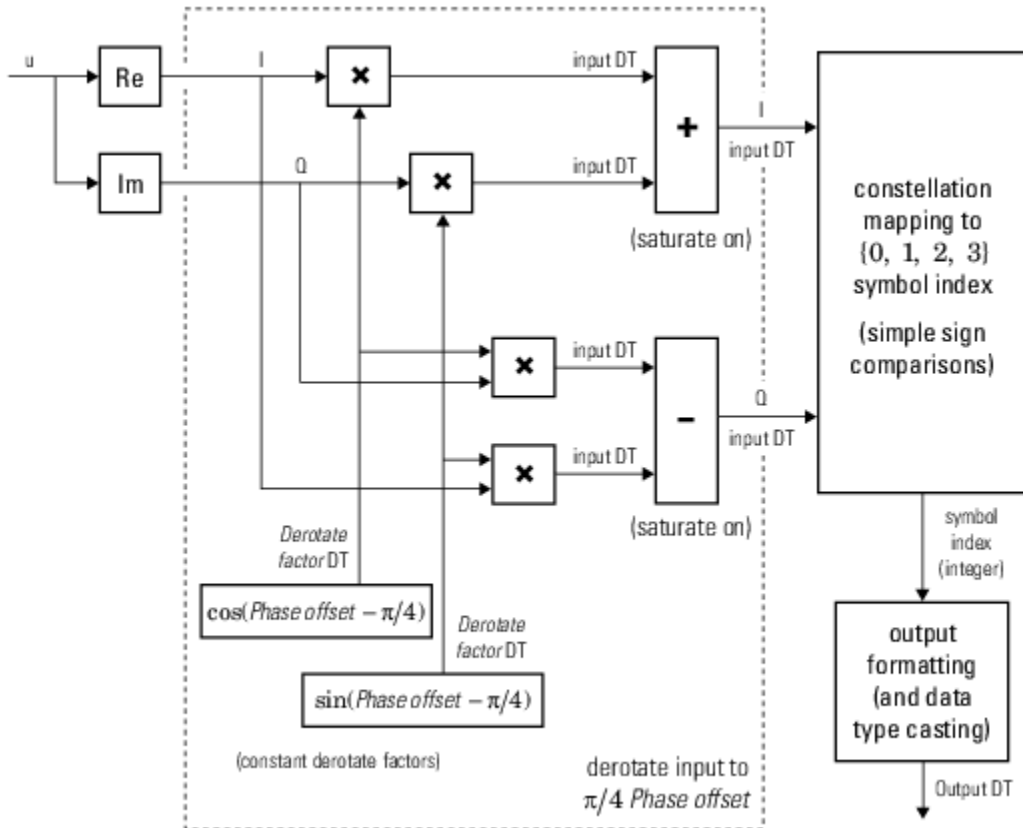 u
Re
I
×
input DT
+
I
input DT
Im
Q
×
input DT
(saturate on)
constellation
mapping to
{0, 1, 2, 3}
symbol index
(simple sign
comparisons)
×
input DT
−
Q
input DT
×
input DT
(saturate on)
Derotate
factor DT
cos(Phase offset − π/4)
Derotate
factor DT
sin(Phase offset − π/4)
(constant derotate factors)
derotate input to
π/4 Phase offset
symbol
index
(integer)
output
formatting
(and data
type casting)
Output DT